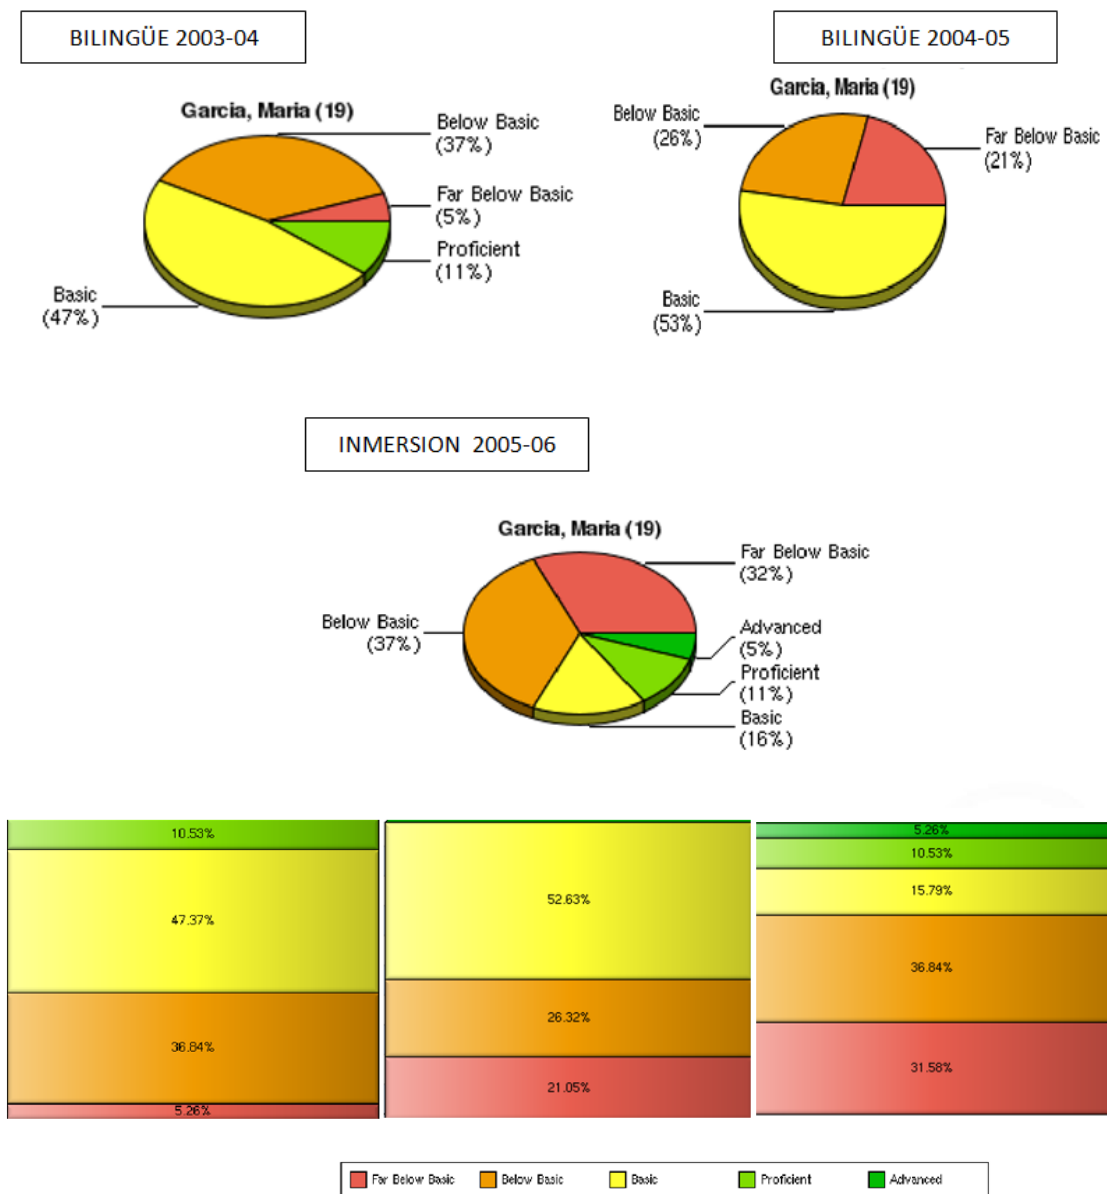 BILINGÜE 2003-04
BILINGÜE 2004-05
Garcia, Maria (19)
Below Basic
(37%)
Far Below Basic
(5%)
Proficient
(11%)
Basic
(47%)
Garcia, Maria (19)
Below Basic
(26%)
Far Below Basic
(21%)
Basic
(53%)
INMERSION 2005-06
Garcia, Maria (19)
Far Below Basic
(32%)
Below Basic
(37%)
Advanced
(5%)
Proficient
(11%)
Basic
(16%)
10.53%
47.37%
36.84%
5.26%
52.63%
26.32%
21.05%
5.26%
10.53%
15.79%
36.84%
31.58%
Far Below Basic
Below Basic
Basic
Proficient
Advanced